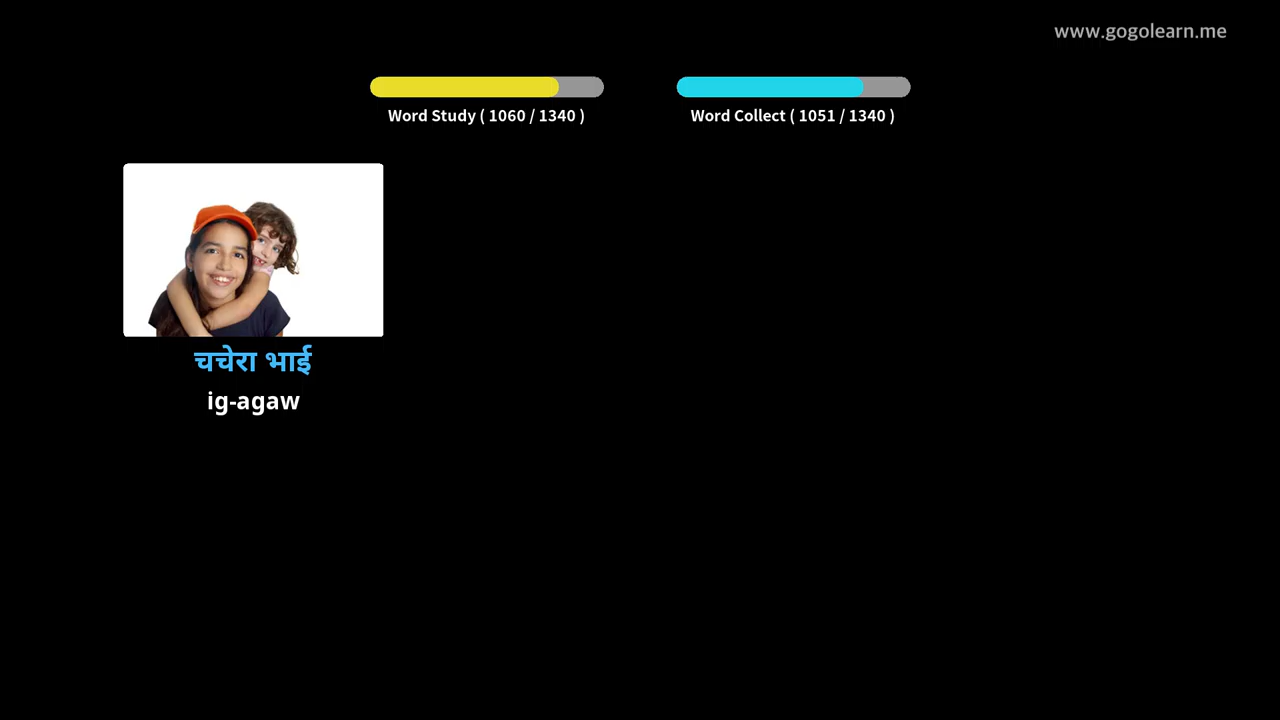 www.gogolearn.me
Word Study ( 1060 / 1340 )
Word Collect ( 1051 / 1340 )
चचेरा भाई
ig-agaw